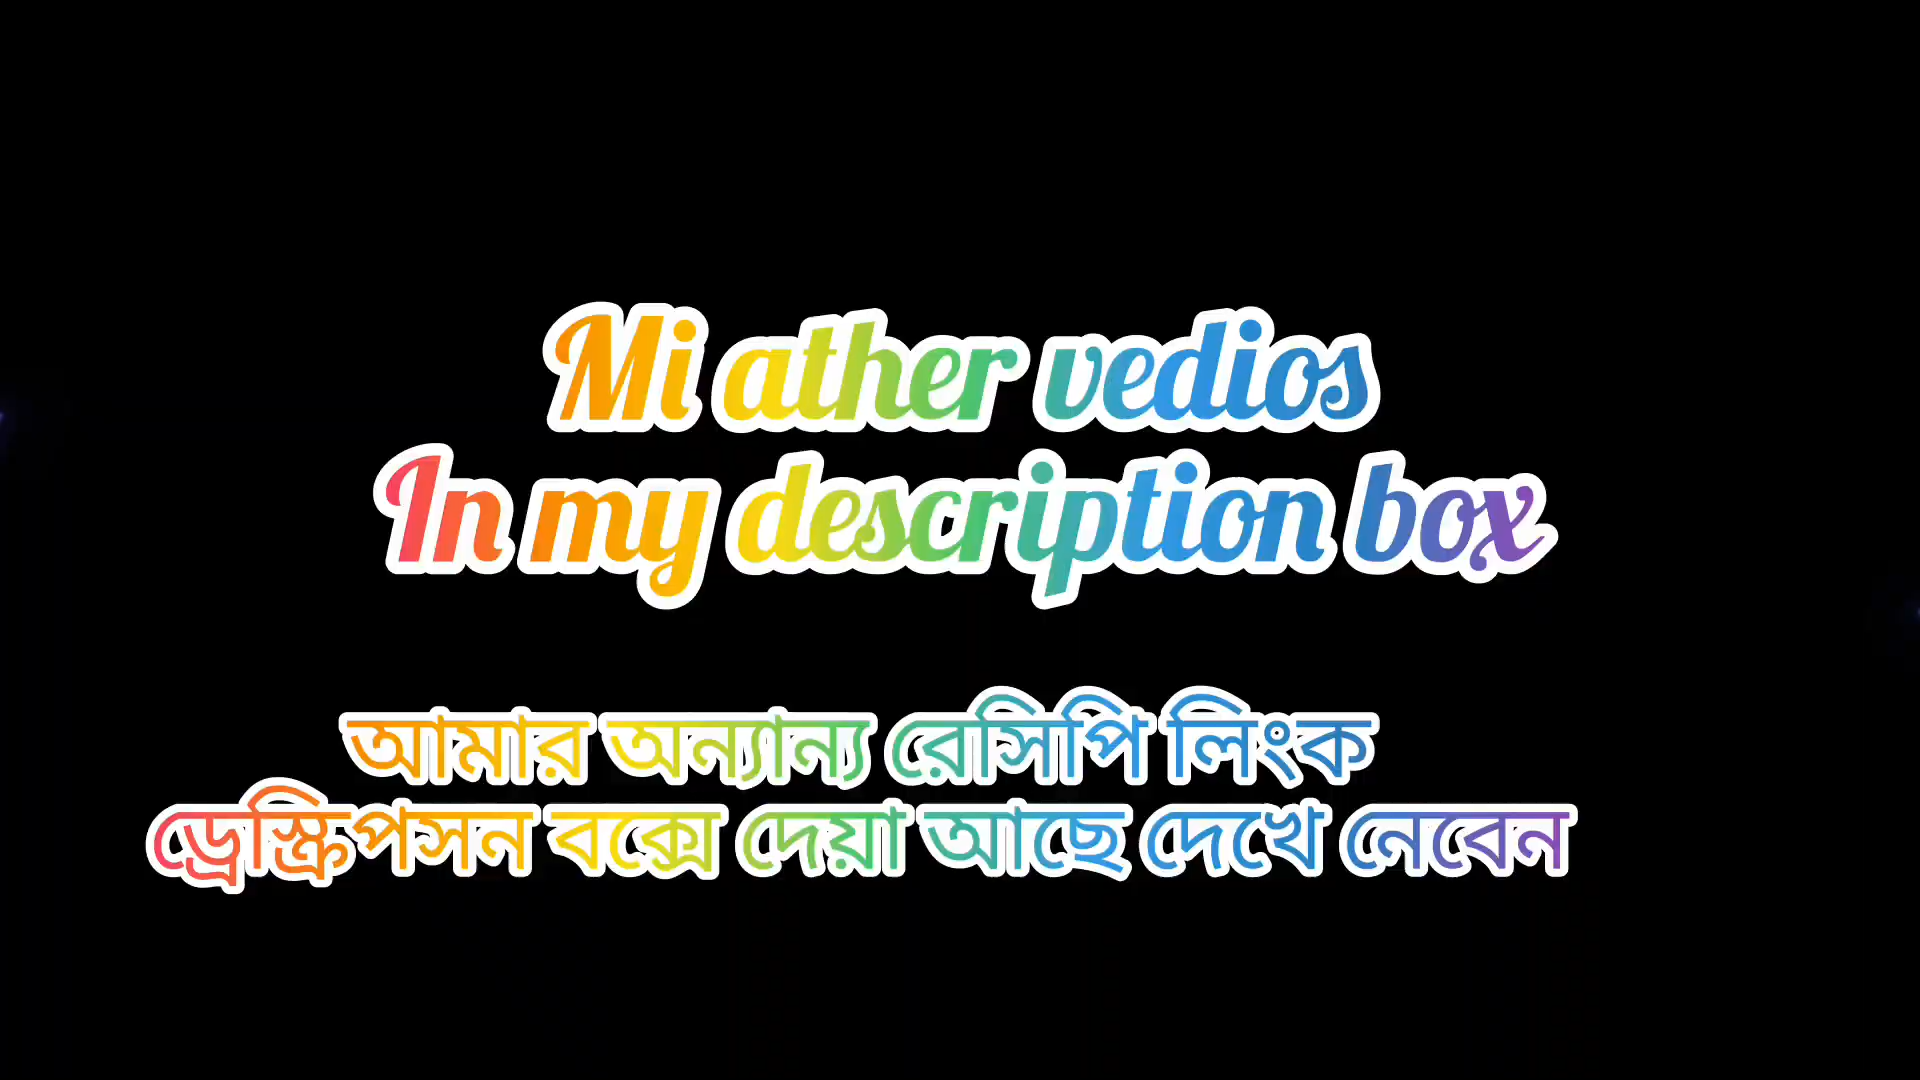 Mi ather vedios
In my description box
আমার অন্যান্য রেসিপি লিংক
ড্রেস্ক্রিপসন বক্সে দেয়া আছে দেখে নেবেন